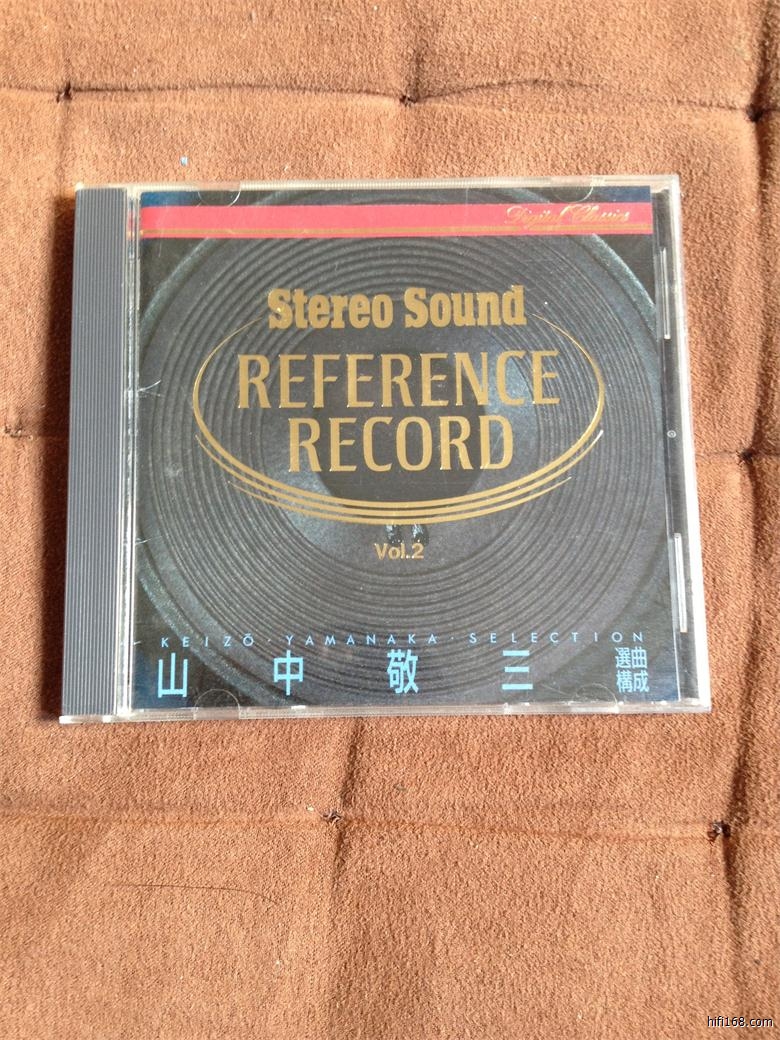 Digital Classics
Stereo Sound
REFERENCE
RECORD
Vol.2
KEIZŌ · YAMANAKA · SELECTION
山中敬三 選曲
構成
hifi168.com